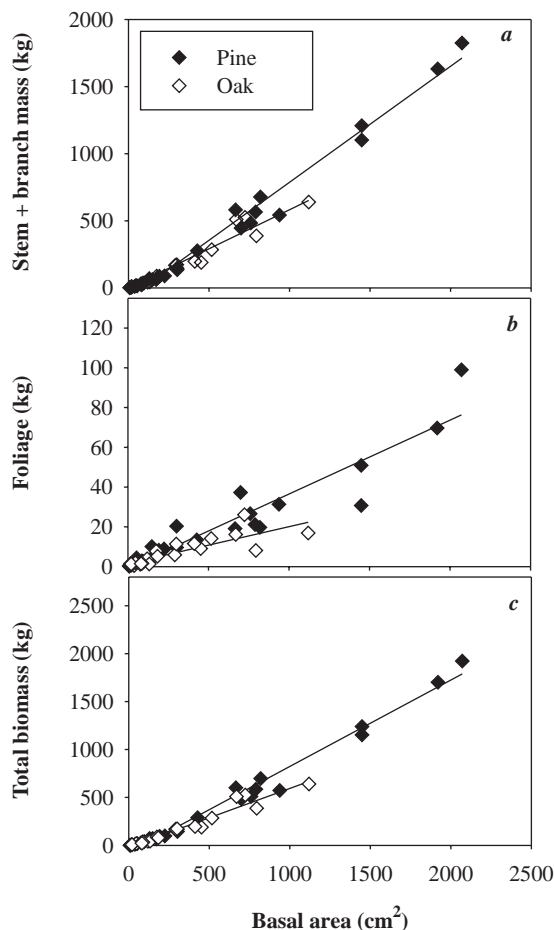 2000
a
Pine
Oak
1500
1000
500
0
Stem + branch mass (kg)
b
120
100
80
60
40
20
0
Foliage (kg)
c
2500
2000
1500
1000
500
0
Total biomass (kg)
0 500 1000 1500 2000 2500
Basal area (cm²)